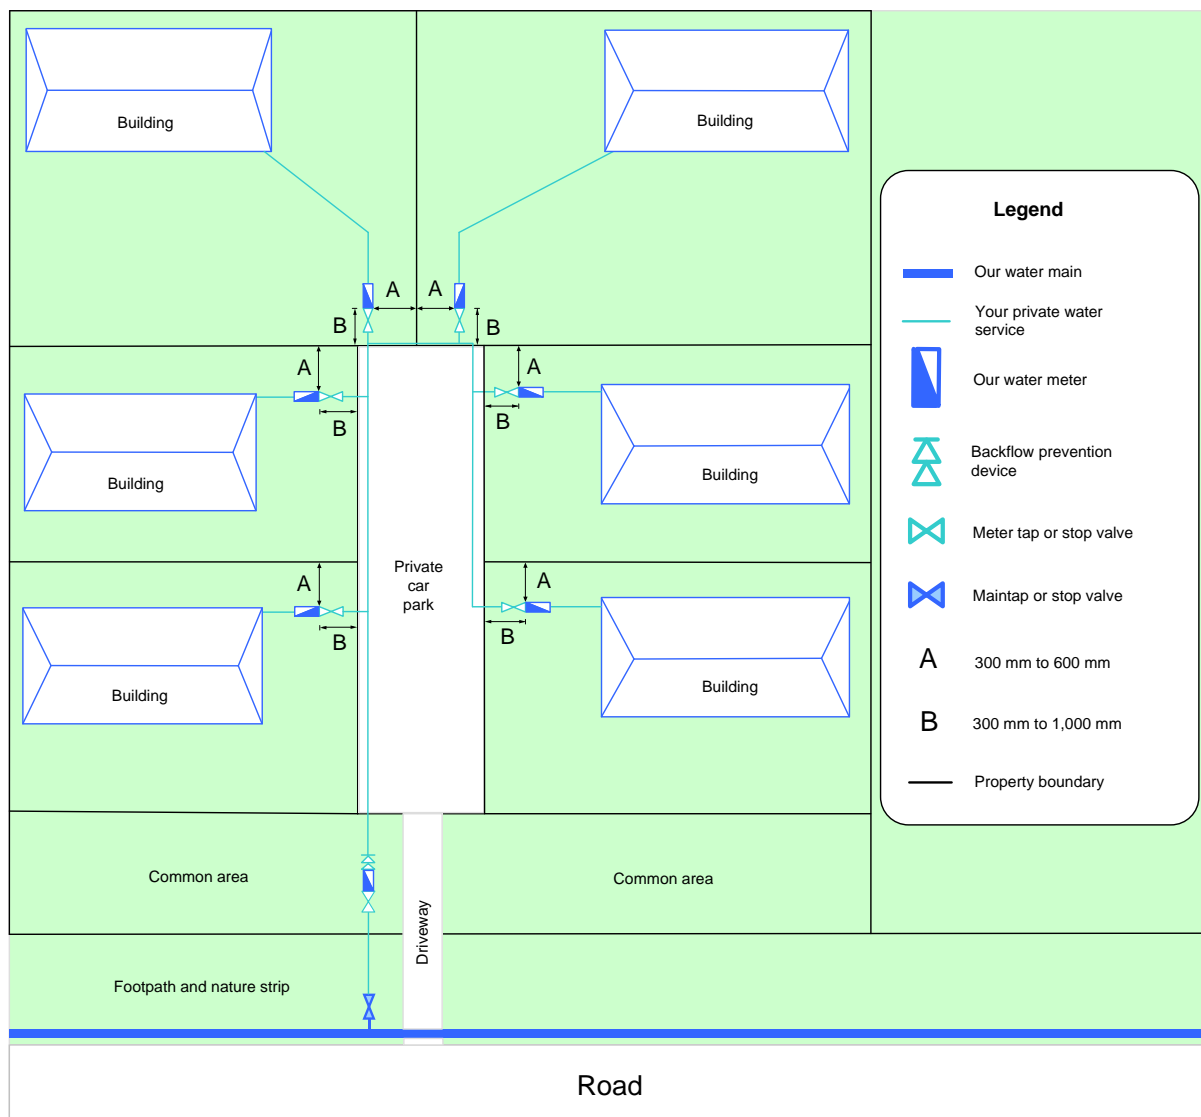 Building
Building
A
A
B
B
A
A
B
B
Building
Building
Private
car
park
A
A
B
B
Building
Building
Common area
Common area
Driveway
Footpath and nature strip
Road
Legend
Our water main
Your private water
service
Our water meter
Backflow prevention
device
Meter tap or stop valve
Maintap or stop valve
A
300 mm to 600 mm
B
300 mm to 1,000 mm
Property boundary